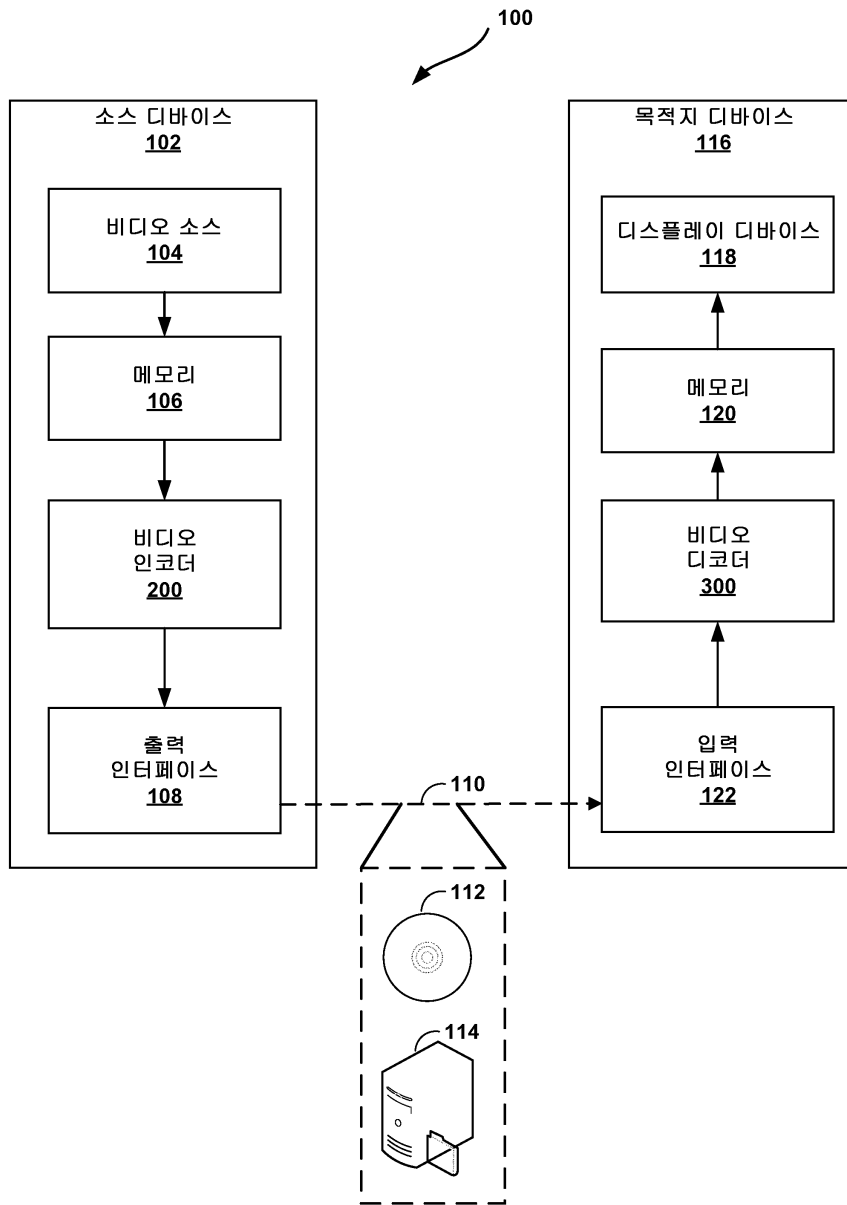 100
소스 디바이스
102
비디오 소스
104
메모리
106
비디오
인코더
200
출력
인터페이스
108
목적지 디바이스
116
디스플레이 디바이스
118
메모리
120
비디오
디코더
300
입력
인터페이스
122
110
112
114